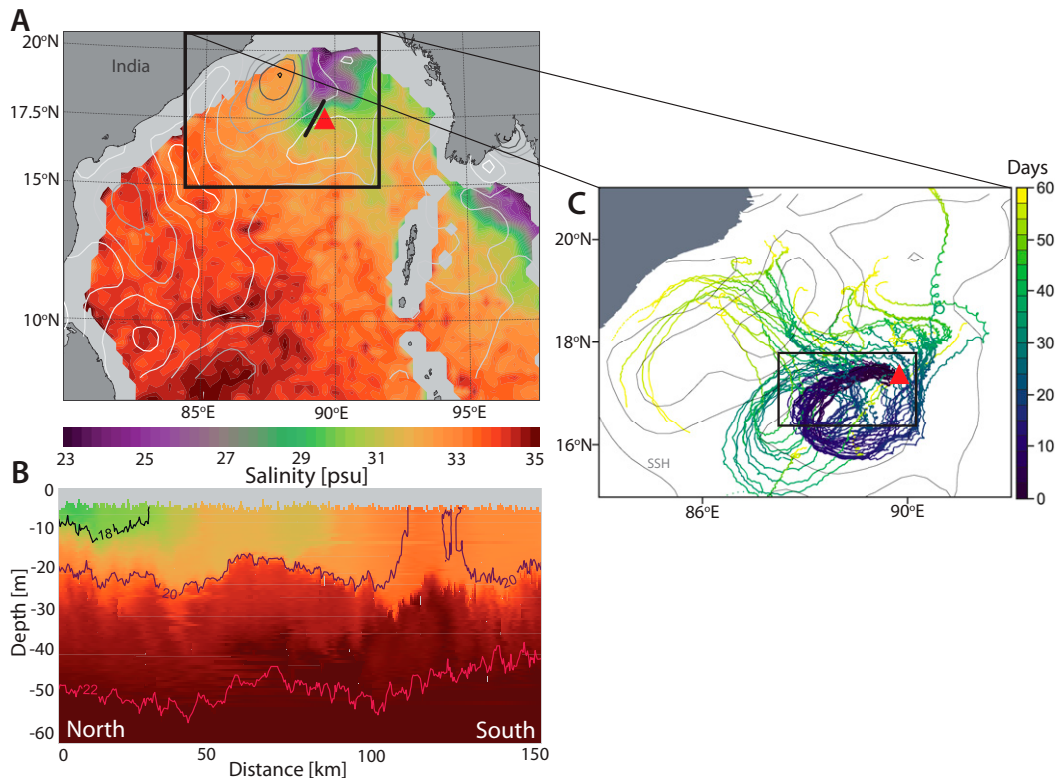 A
20°N
India
17.5°N
15°N
10°N
85°E
90°E
95°E
23
25
27
29
31
33
35
Salinity [psu]
C
Days
60
50
40
30
20
10
0
20°N
18°N
16°N
SSH
86°E
90°E
B
0
-10
-20
-30
-40
-50
-60
Depth [m]
18
20
20
22
North
South
0
50
100
150
Distance [km]